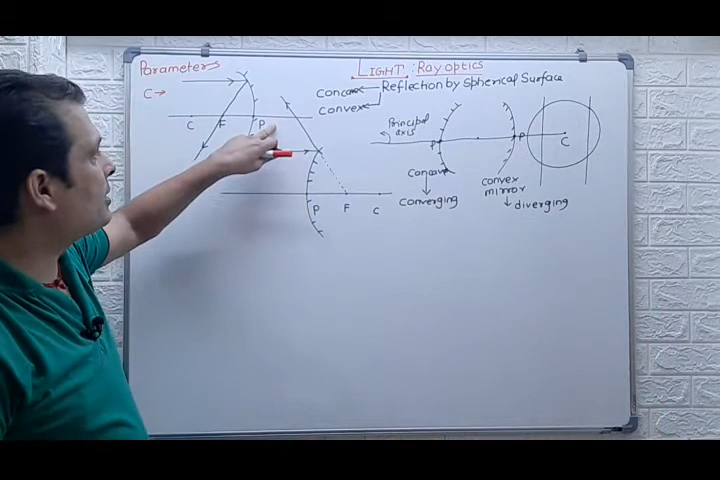 Parameters
LIGHT: Ray optics
Reflection by Spherical Surface
Concave
Convex
C →
C F P
P F C
Principal
axis
P P C
Concave
converging
convex
mirror
diverging